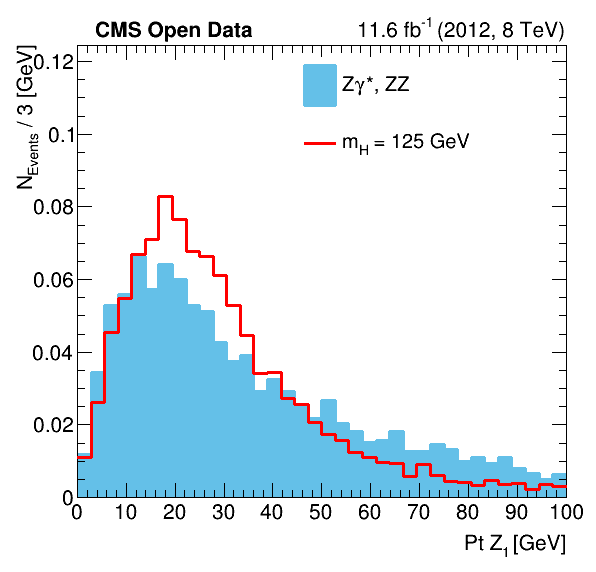 CMS Open Data
11.6 fb⁻¹ (2012, 8 TeV)
N_Events / 3 [GeV]
0.12
0.1
0.08
0.06
0.04
0.02
0
Zγ*, ZZ
m_H = 125 GeV
0 10 20 30 40 50 60 70 80 90 100
Pt Z₁ [GeV]